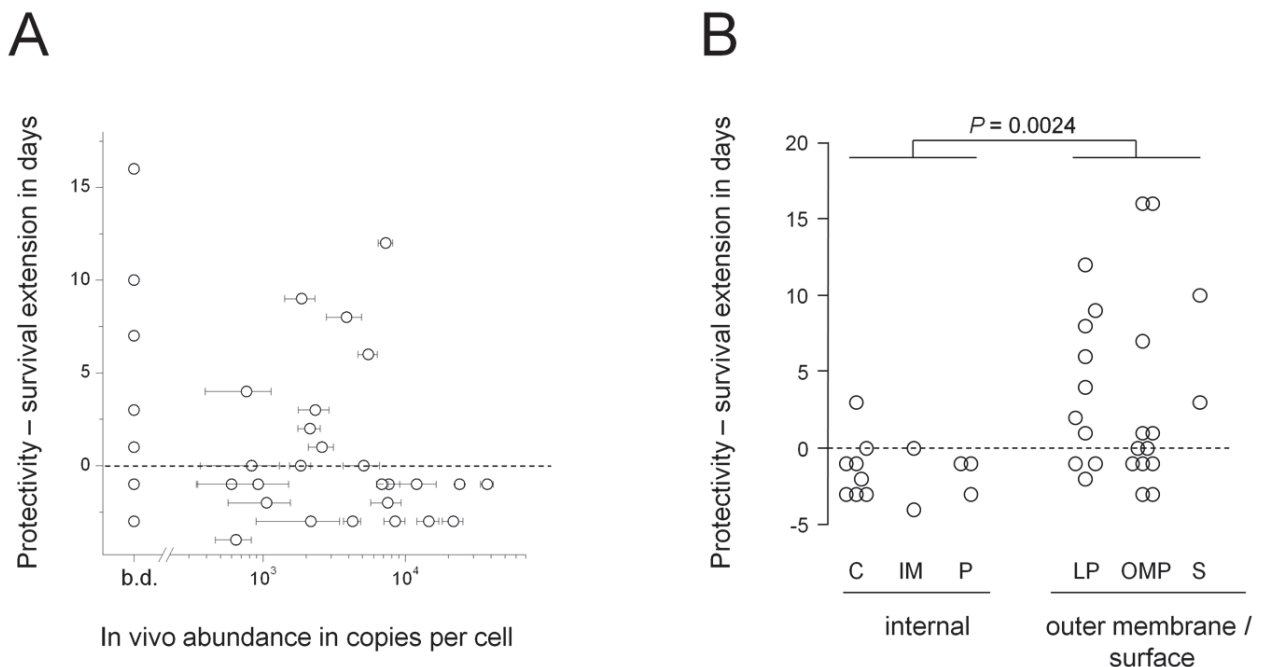 A
B
Protectivity – survival extension in days
15
10
5
0
b.d.
10³
10⁴
In vivo abundance in copies per cell
Protectivity – survival extension in days
P = 0.0024
20
15
10
5
0
-5
C IM P LP OMP S
internal
outer membrane /
surface